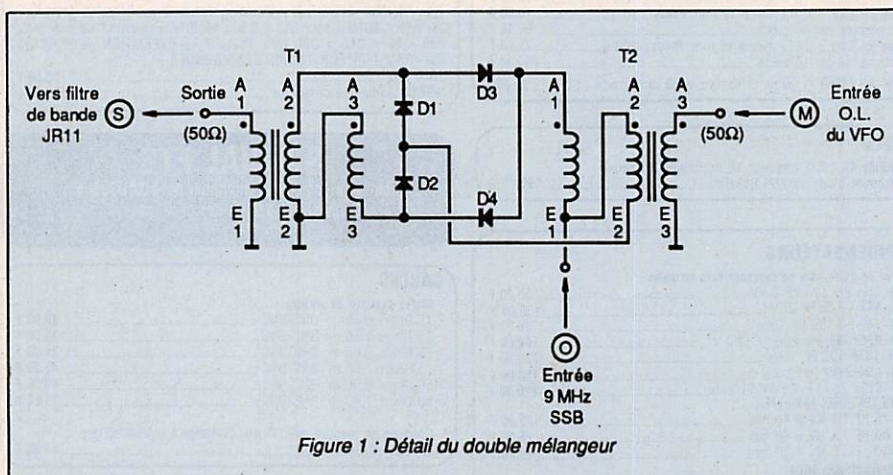 T1
T2
Vers filtre
de bande
JR11
S
Sortie
(50Ω)
A
1
A
2
A
3
D1
D2
D3
D4
E
1
E
2
E
3
A
1
A
2
A
3
E
1
E
2
E
3
(50Ω)
M
Entrée
O.L.
du VFO
O
Entrée
9 MHz
SSB
Figure 1 : Détail du double mélangeur